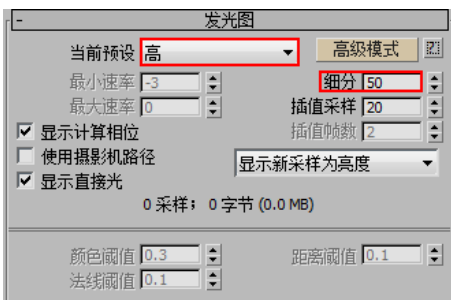 - 发光图
当前预设 高 高级模式 ?
最小速率 -3 细分 50
最大速率 0 插值采样 20
显示计算相位 插值帧数 2
使用摄影机路径 显示新采样为亮度
显示直接光
0 采样； 0 字节 (0.0 MB)
颜色阈值 0.3 距离阈值 0.1
法线阈值 0.1